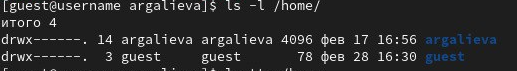 [guest@username argalieva]$ ls -l /home/
итого 4
drwx------. 14 argalieva argalieva 4096 фев 17 16:56 argalieva
drwx------.  3 guest     guest       78 фев 28 16:30 guest